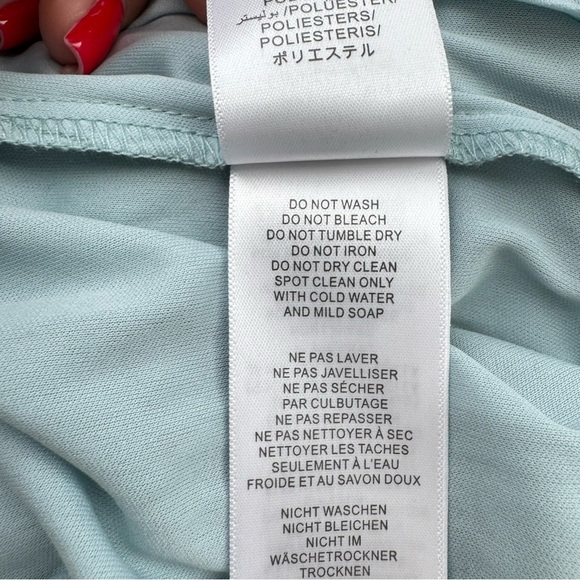 بوليستر/POLÜESTER/
POLIESTERS/
POLIESTERIS/
ポリエステル
DO NOT WASH
DO NOT BLEACH
DO NOT TUMBLE DRY
DO NOT IRON
DO NOT DRY CLEAN
SPOT CLEAN ONLY
WITH COLD WATER
AND MILD SOAP
NE PAS LAVER
NE PAS JAVELLISER
NE PAS SÉCHER
PAR CULBUTAGE
NE PAS REPASSER
NE PAS NETTOYER À SEC
NETTOYER LES TACHES
SEULEMENT À L'EAU
FROIDE ET AU SAVON DOUX
NICHT WASCHEN
NICHT BLEICHEN
NICHT IM
WÄSCHETROCKNER
TROCKNEN